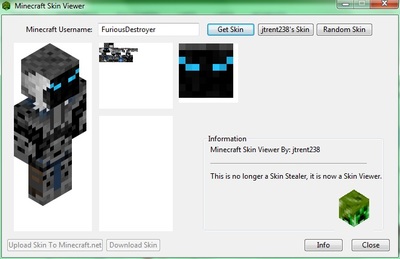 Minecraft Skin Viewer
Minecraft Username: FuriousDestroyer Get Skin jtrent238's Skin Random Skin
Information
Minecraft Skin Viewer By: jtrent238
This is no longer a Skin Stealer, it is now a Skin Viewer.
Upload Skin To Minecraft.net Download Skin Info Close